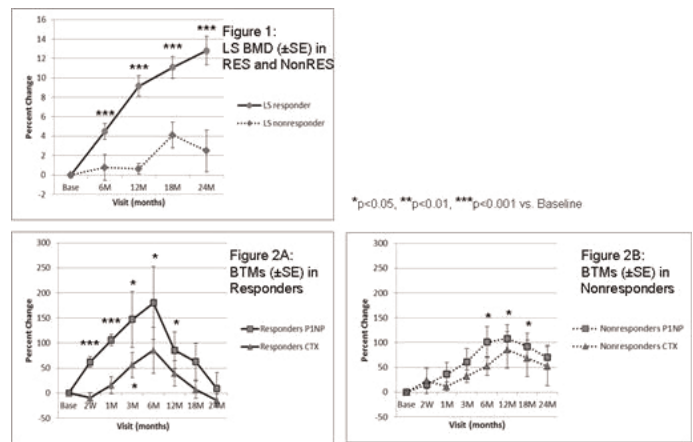 Figure 1:
LS BMD (±SE) in
RES and NonRES
16
14
12
10
8
6
4
2
0
-2
Percent Change
***
***
***
***
LS responder
LS nonresponder
Base 6M 12M 18M 24M
Visit (months)
*p<0.05, **p<0.01, ***p<0.001 vs. Baseline
Figure 2A:
BTMs (±SE) in
Responders
300
250
200
150
100
50
0
-50
Percent Change
***
***
*
*
*
*
Responders P1NP
Responders CTX
Base 2W 1M 3M 6M 12M 18M 24M
Visit (months)
Figure 2B:
BTMs (±SE) in
Nonresponders
300
250
200
150
100
50
0
-50
Percent Change
*
*
*
Nonresponders P1NP
Nonresponders CTX
Base 2W 1M 3M 6M 12M 18M 24M
Visit (months)